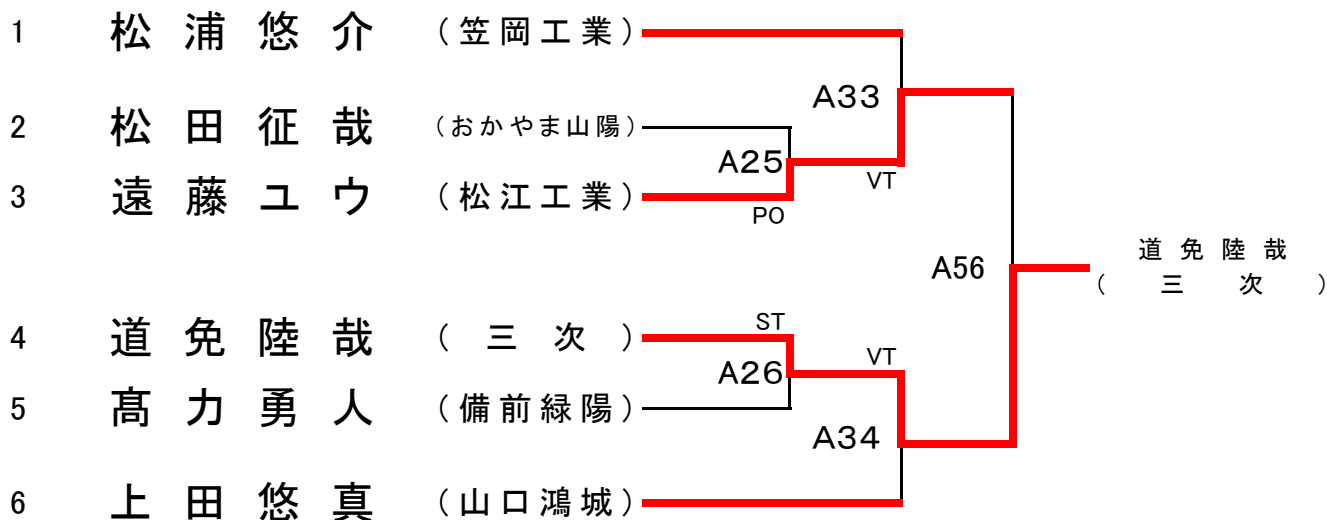 1 松浦悠介 (笠岡工業)
A33
2 松田征哉 (おかやま山陽)
A25
VT
3 遠藤ユウ (松江工業)
PO
A56
道免陸哉
(三次)
ST
4 道免陸哉 (三次)
VT
A26
5 髙力勇人 (備前緑陽)
A34
6 上田悠真 (山口鴻城)